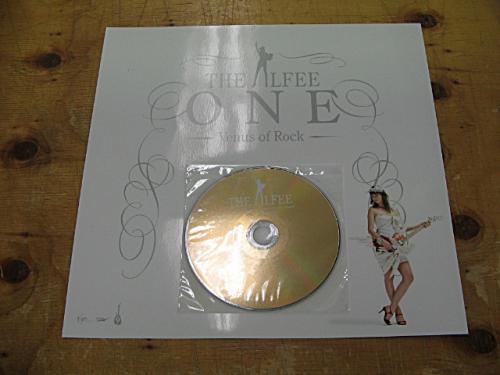 THE ALFEE
ONE
Venus of Rock
THE ALFEE